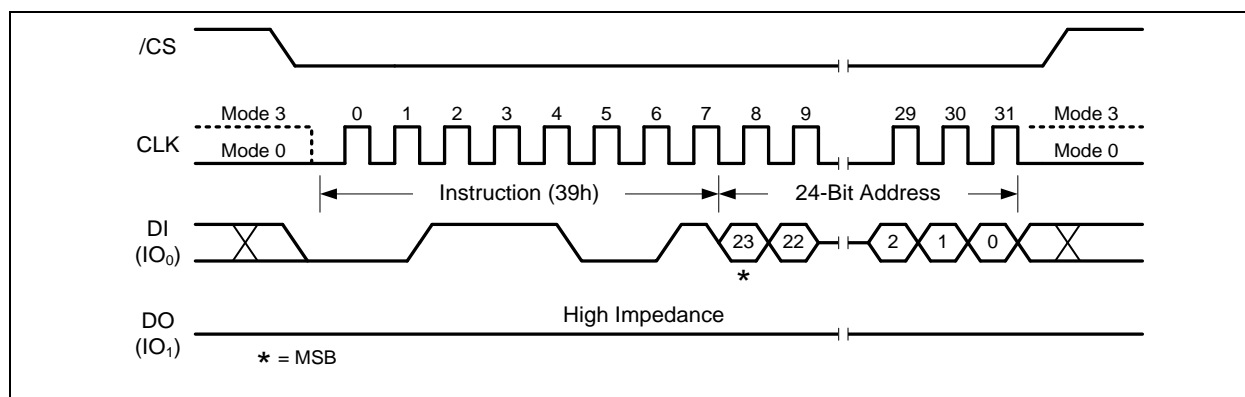 /CS
Mode 3 0 1 2 3 4 5 6 7 8 9 29 30 31 Mode 3
CLK
Mode 0 Mode 0
Instruction (39h) 24-Bit Address
DI
(IO₀)
23 22 2 1 0
*
High Impedance
DO
(IO₁)
* = MSB